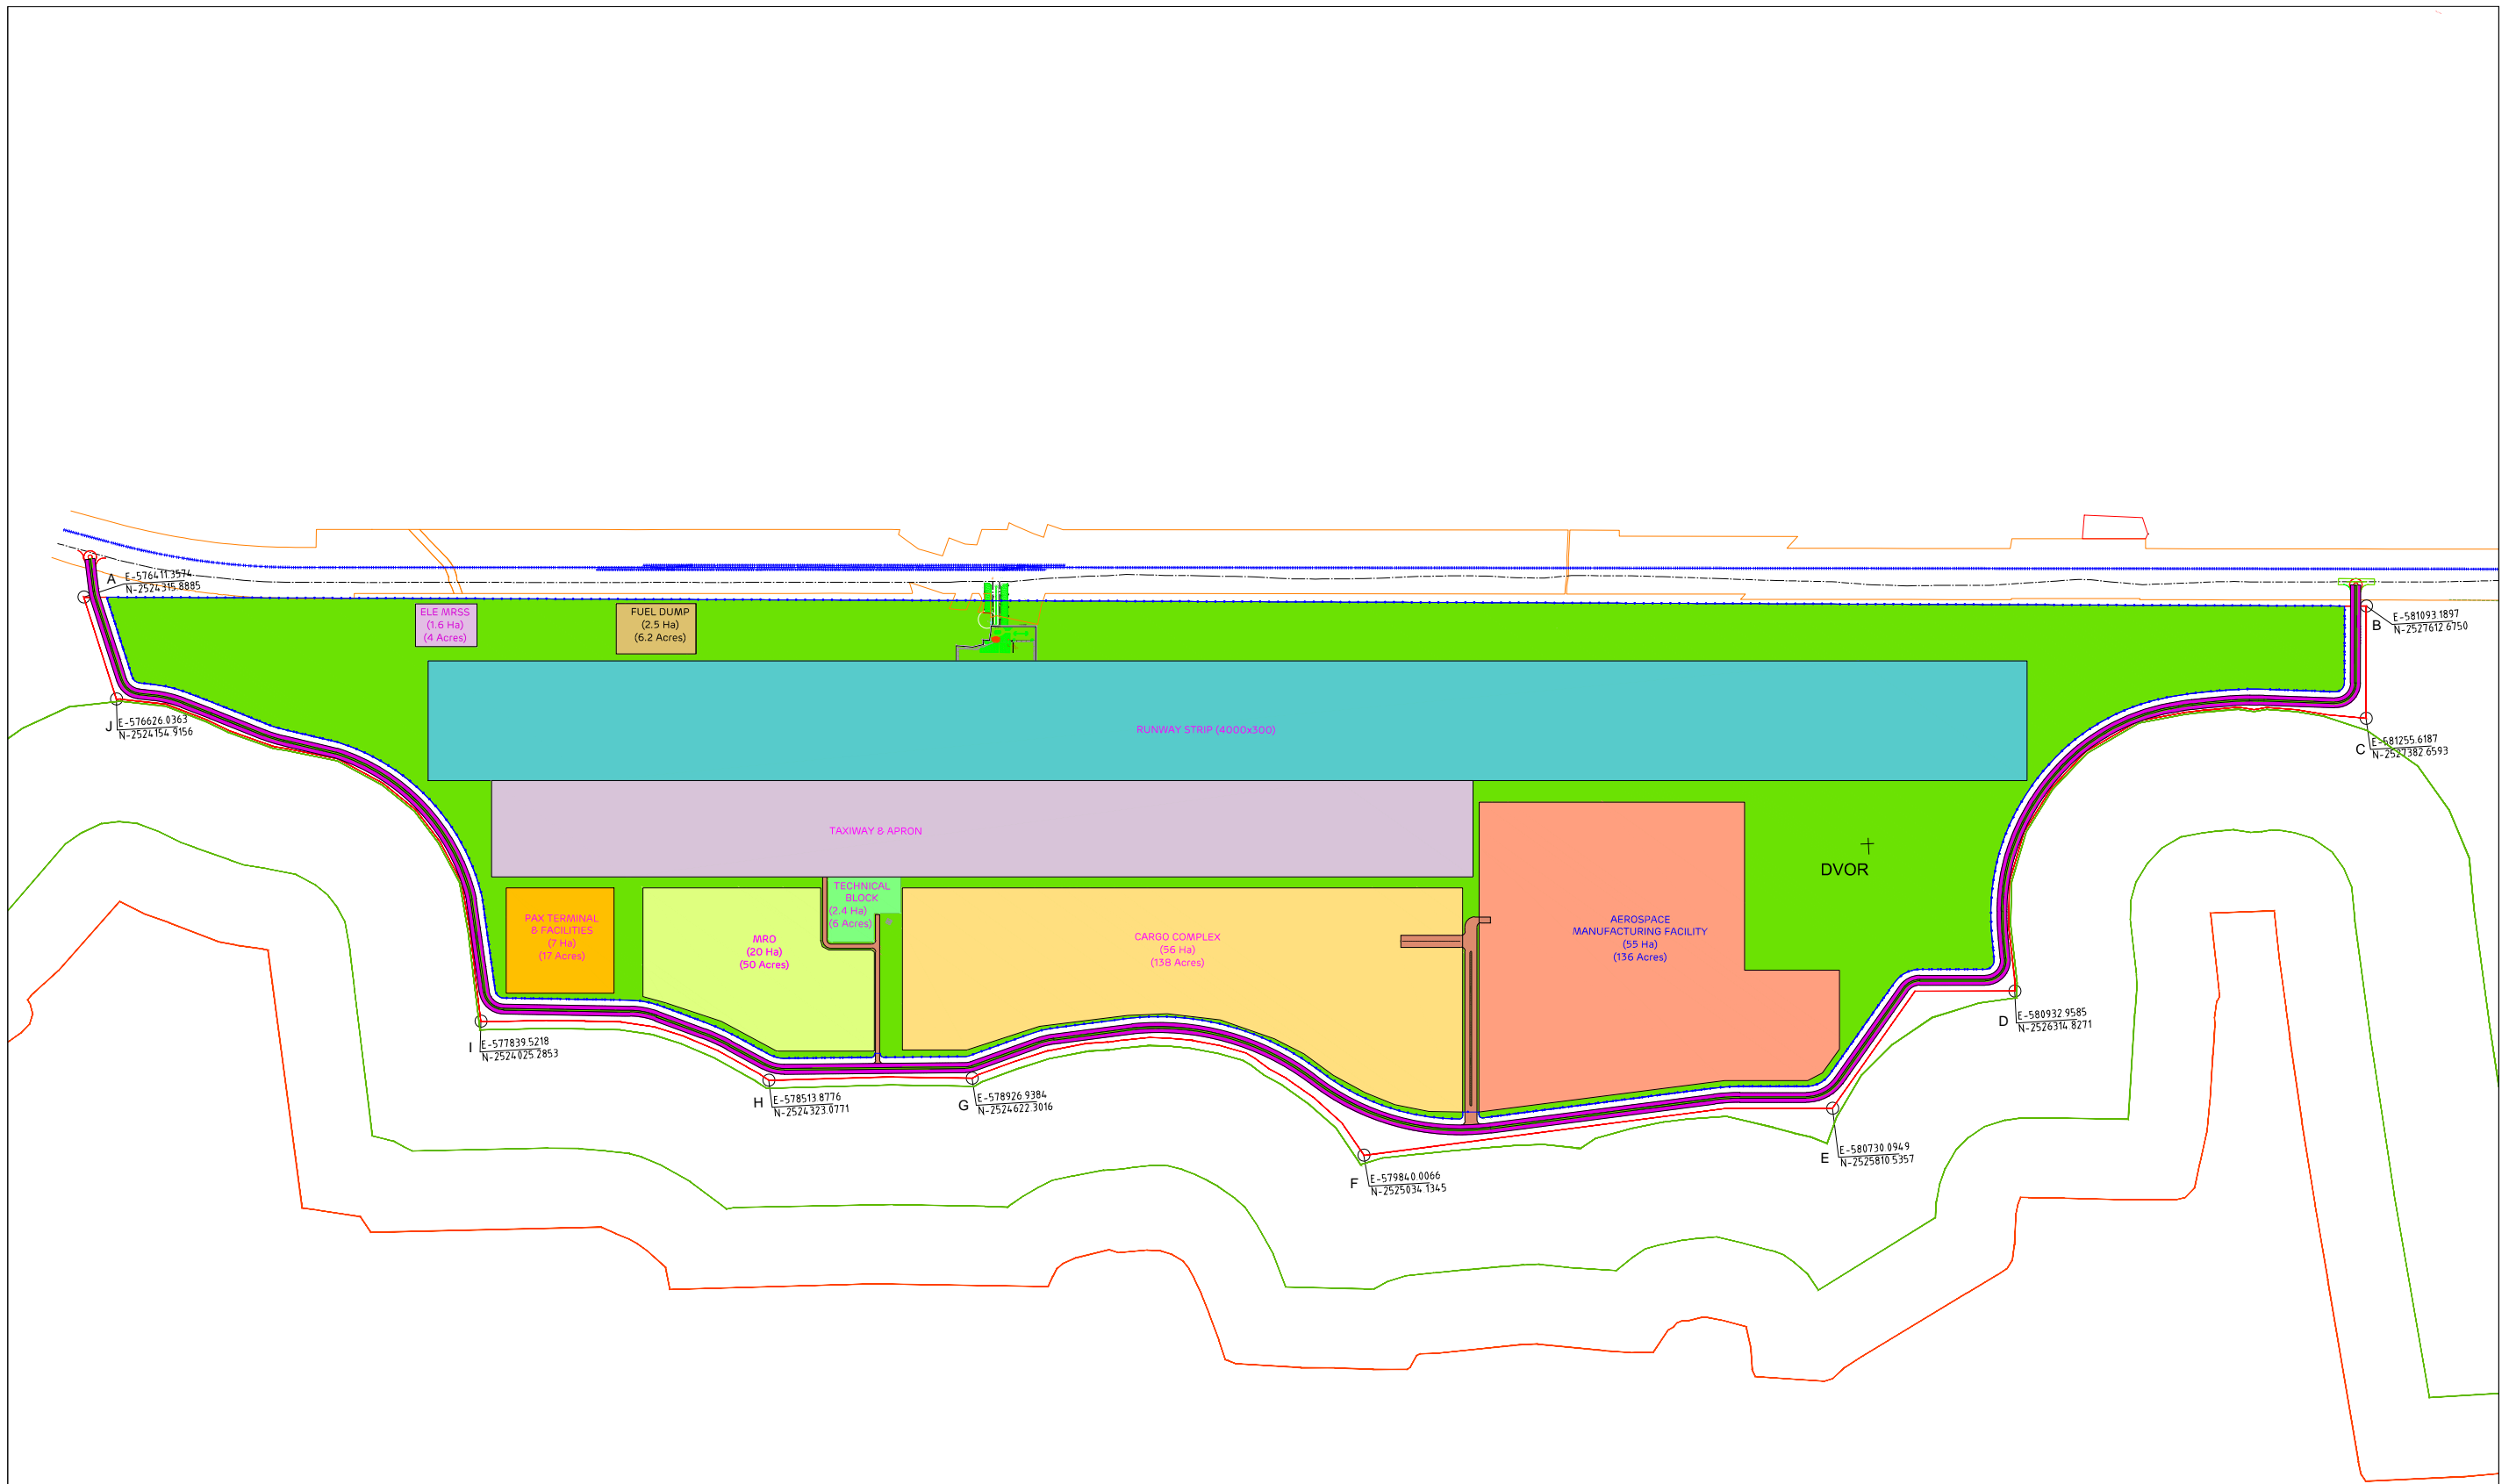 A
E-576411.3574
N-2524315.8885
ELE MRSS
(1.6 Ha)
(4 Acres)
FUEL DUMP
(2.5 Ha)
(6.2 Acres)
B
E-581093.1897
N-2527612.6750
J
E-576626.0363
N-2524154.9156
RUNWAY STRIP (4000x300)
C
E-581255.6187
N-2527382.6593
TAXIWAY & APRON
DVOR
TECHNICAL
BLOCK
(2.4 Ha)
(6 Acres)
PAX TERMINAL
& FACILITIES
(7 Ha)
(17 Acres)
MRO
(20 Ha)
(50 Acres)
CARGO COMPLEX
(56 Ha)
(138 Acres)
AEROSPACE
MANUFACTURING FACILITY
(55 Ha)
(136 Acres)
D
E-580932.9585
N-2526314.8271
I
E-577839.5218
N-2524025.2853
H
E-578513.8776
N-2524323.0771
G
E-578926.9384
N-2524622.3016
E
E-580730.0949
N-2525810.5357
F
E-579840.0066
N-2525034.1345